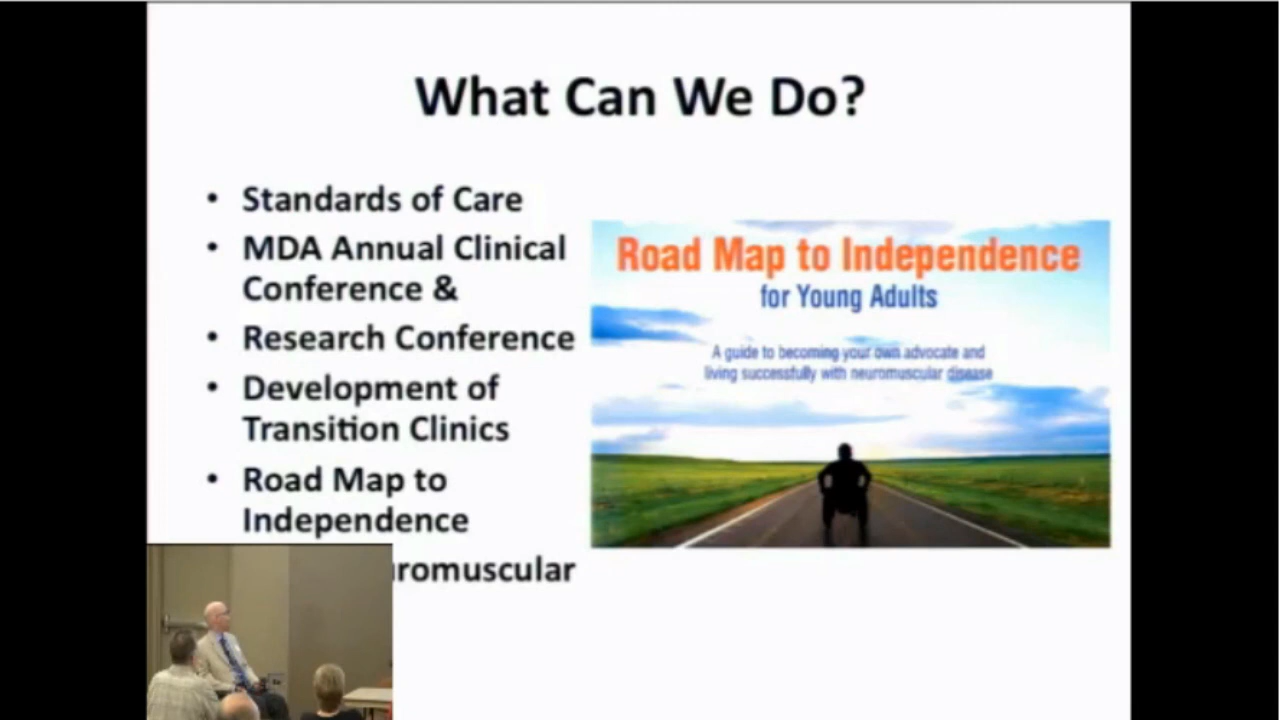 What Can We Do?
• Standards of Care
• MDA Annual Clinical
Conference &
• Research Conference
• Development of
Transition Clinics
• Road Map to
Independence
uromuscular
Road Map to Independence
for Young Adults
A guide to becoming your own advocate and
living successfully with neuromuscular disease